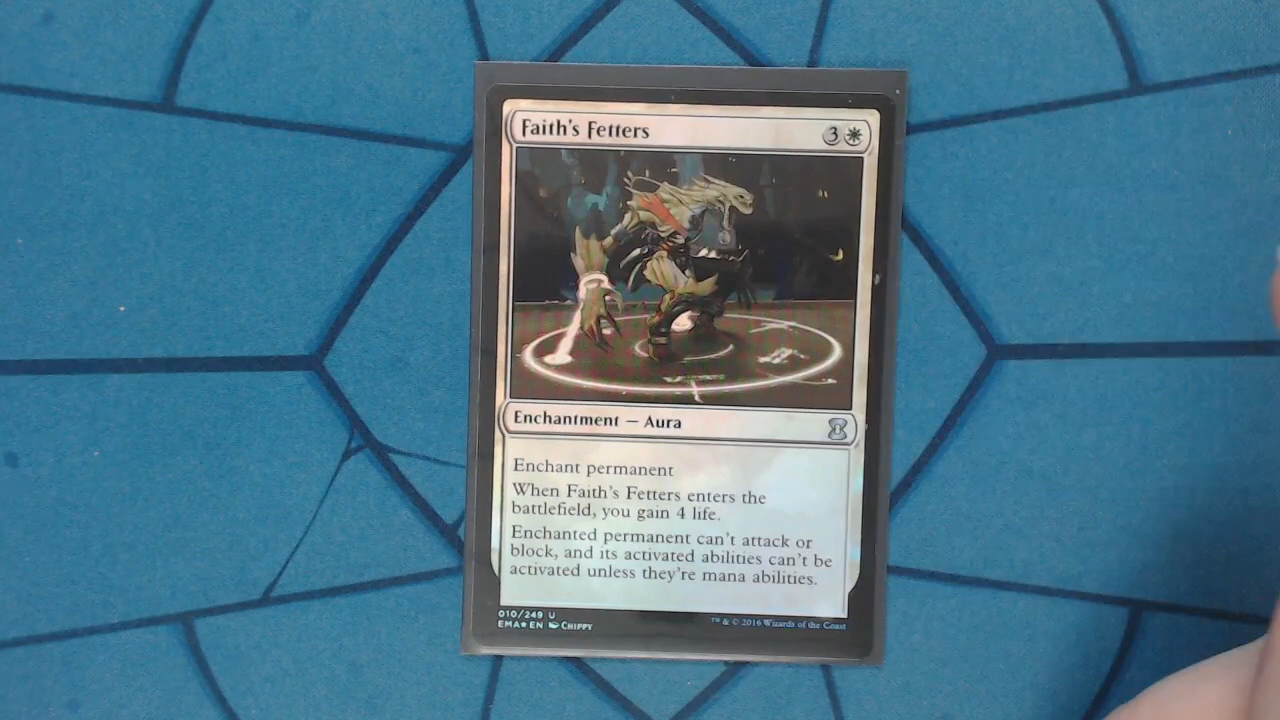 Faith's Fetters 3
Enchantment — Aura
Enchant permanent
When Faith's Fetters enters the
battlefield, you gain 4 life.
Enchanted permanent can't attack or
block, and its activated abilities can't be
activated unless they're mana abilities.
010/249 U
EMA★EN Chippy
™ & © 2016 Wizards of the Coast